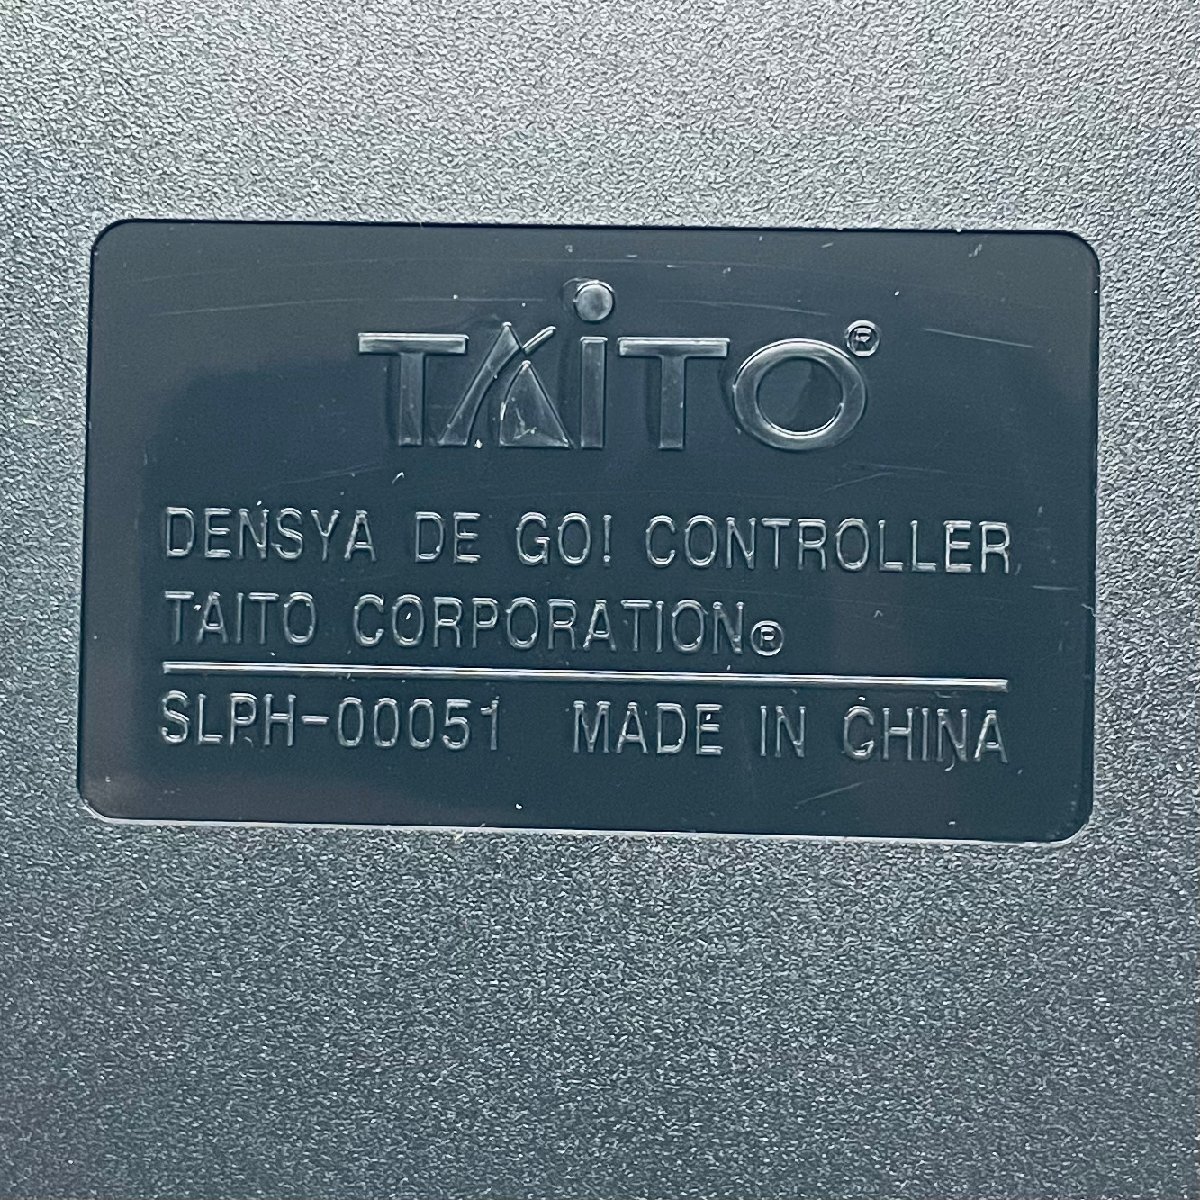 TAiTO®
DENSYA DE GO! CONTROLLER
TAITO CORPORATION®
SLPH-00051 MADE IN CHINA